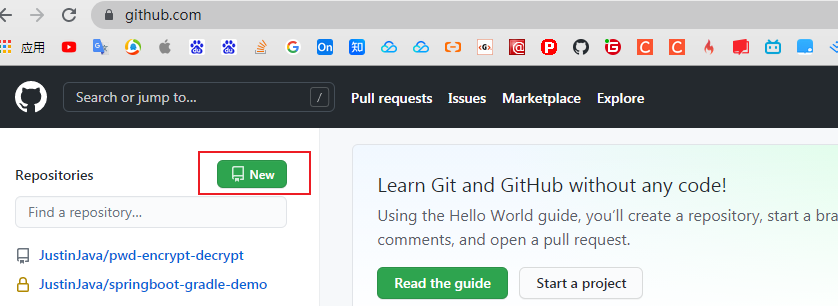 github.com
应用
G
On
知
<G>
@
P
G
C
C
Search or jump to...
/
Pull requests
Issues
Marketplace
Explore
Repositories
New
Find a repository...
JustinJava/pwd-encrypt-decrypt
JustinJava/springboot-gradle-demo
Learn Git and GitHub without any code!
Using the Hello World guide, you’ll create a repository, start a bra
comments, and open a pull request.
Read the guide
Start a project